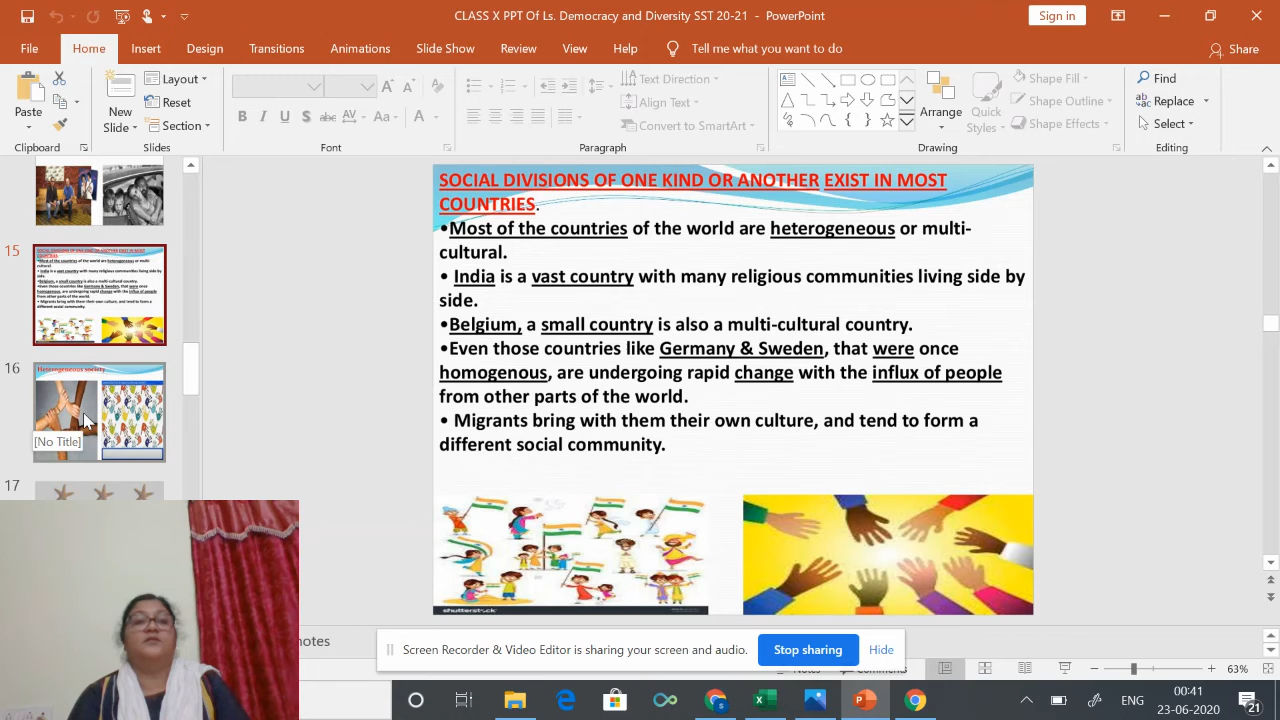 CLASS X PPT Of Ls. Democracy and Diversity SST 20-21 - PowerPoint
Sign in
File Home Insert Design Transitions Animations Slide Show Review View Help Tell me what you want to do Share
Paste
Clipboard
New Slide
Layout
Reset
Section
Slides
B I U S abc AV Aa A
Font
Text Direction
Align Text
Convert to SmartArt
Paragraph
Arrange
Quick Styles
Shape Fill
Shape Outline
Shape Effects
Drawing
Find
Replace
Select
Editing
15
16
Heterogeneous society
[No Title]
17
SOCIAL DIVISIONS OF ONE KIND OR ANOTHER EXIST IN MOST
COUNTRIES.
•Most of the countries of the world are heterogeneous or multi-
cultural.
• India is a vast country with many religious communities living side by
side.
•Belgium, a small country is also a multi-cultural country.
•Even those countries like Germany & Sweden, that were once
homogenous, are undergoing rapid change with the influx of people
from other parts of the world.
• Migrants bring with them their own culture, and tend to form a
different social community.
shutterstock
notes
Screen Recorder & Video Editor is sharing your screen and audio.
Stop sharing
Hide
63%
ENG
00:41
23-06-2020
21